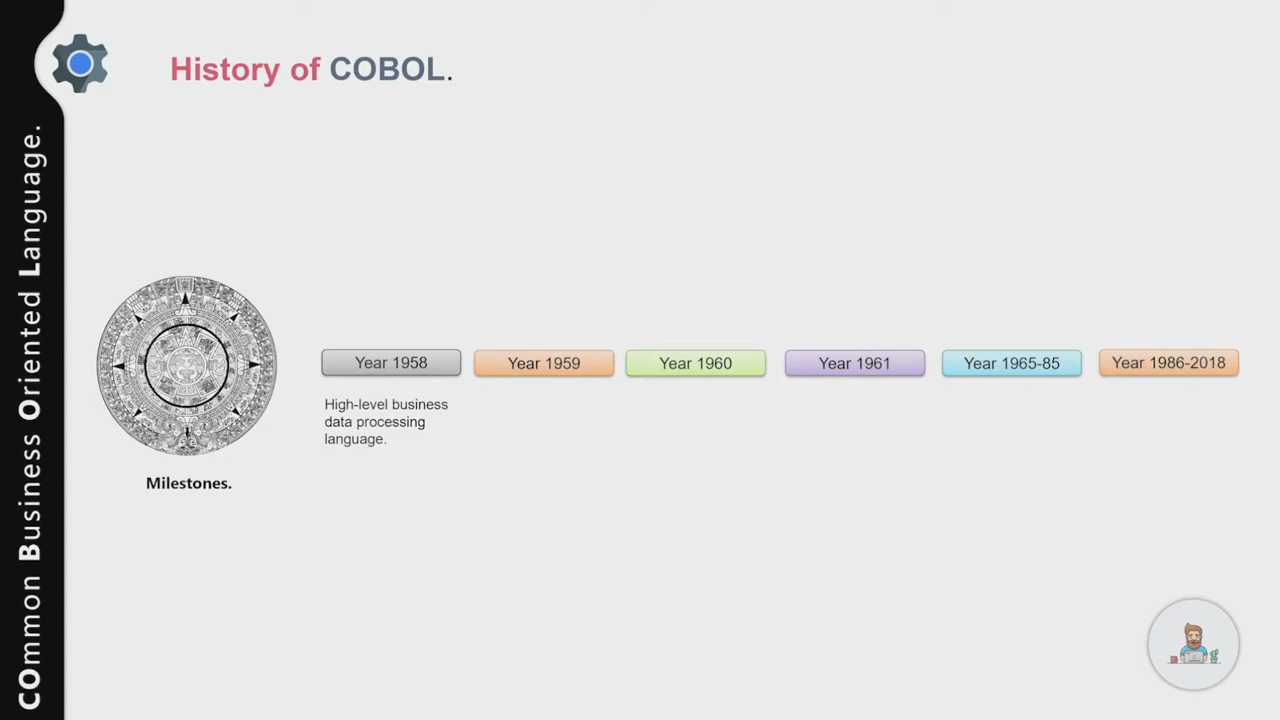 History of COBOL.
COmmon Business Oriented Language.
Year 1958
Year 1959
Year 1960
Year 1961
Year 1965-85
Year 1986-2018
High-level business
data processing
language.
Milestones.